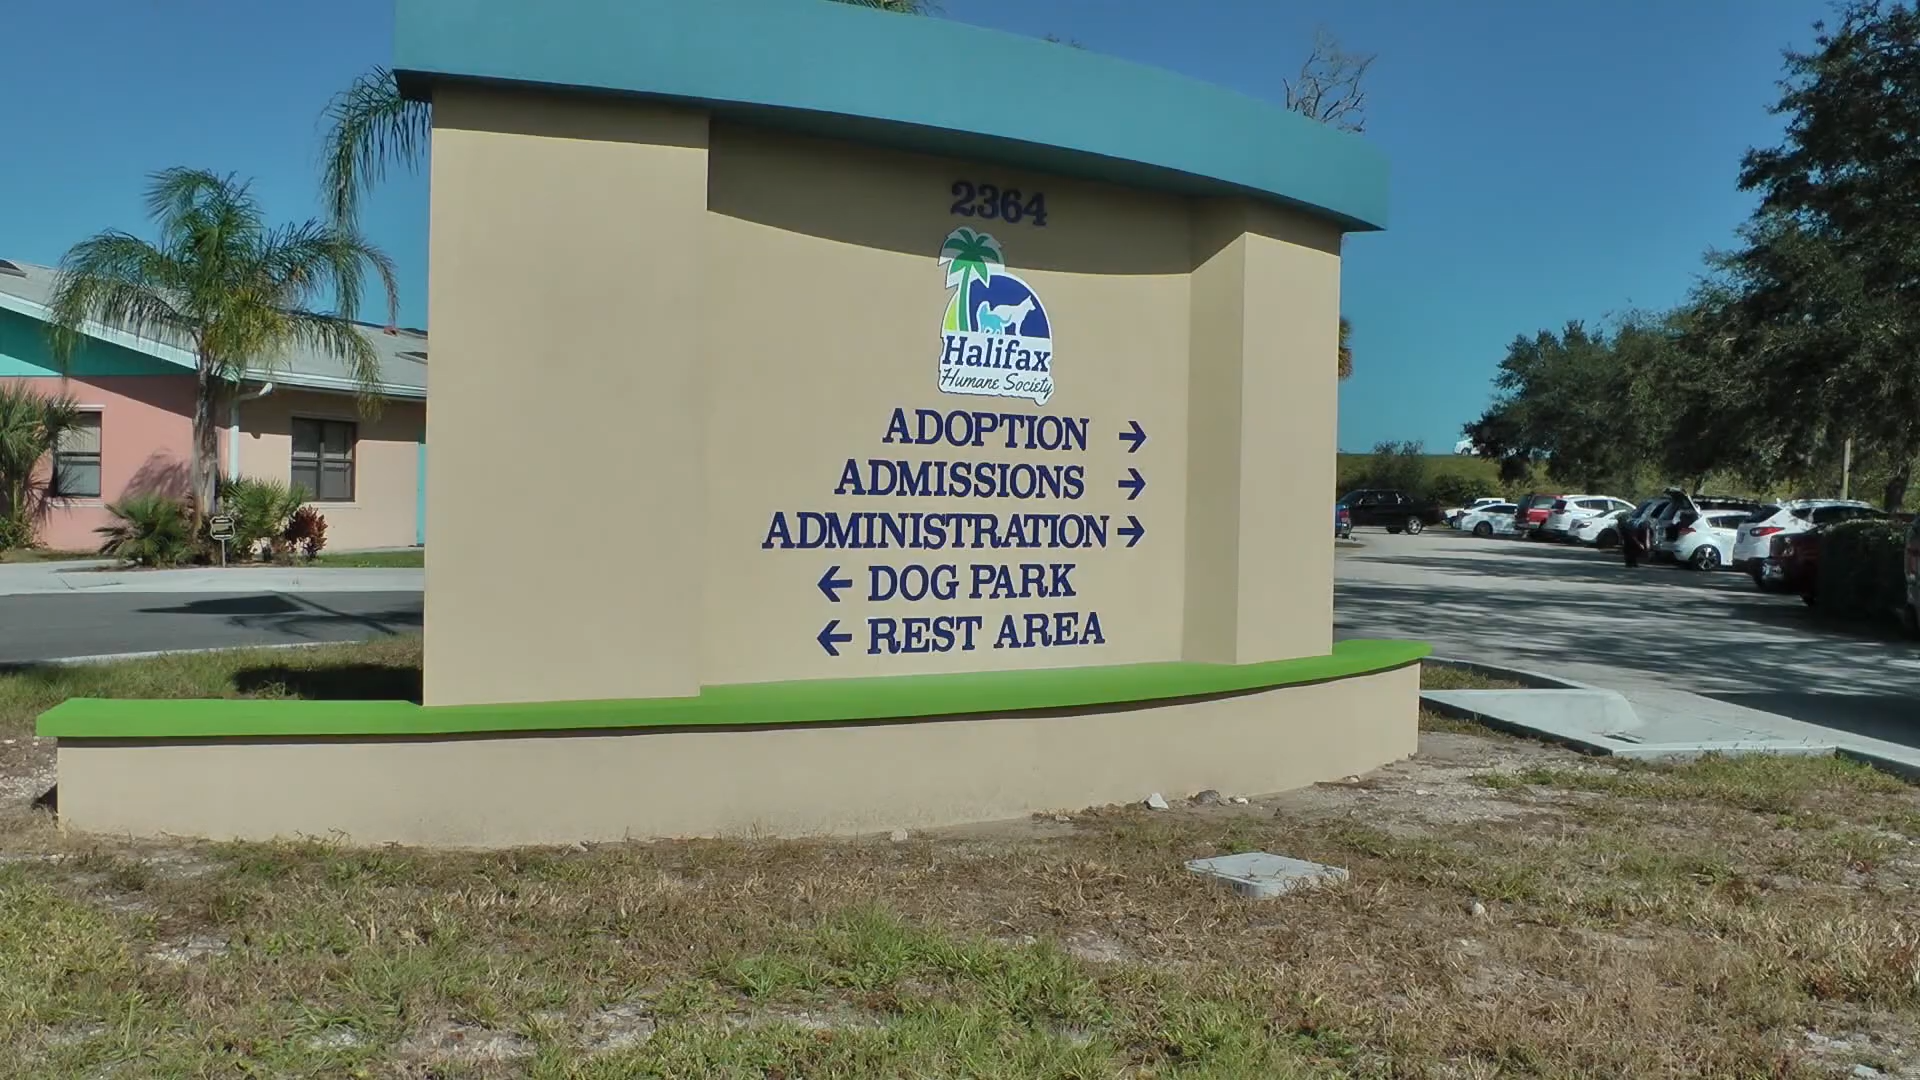 2364
Halifax
Humane Society
ADOPTION →
ADMISSIONS →
ADMINISTRATION →
← DOG PARK
← REST AREA